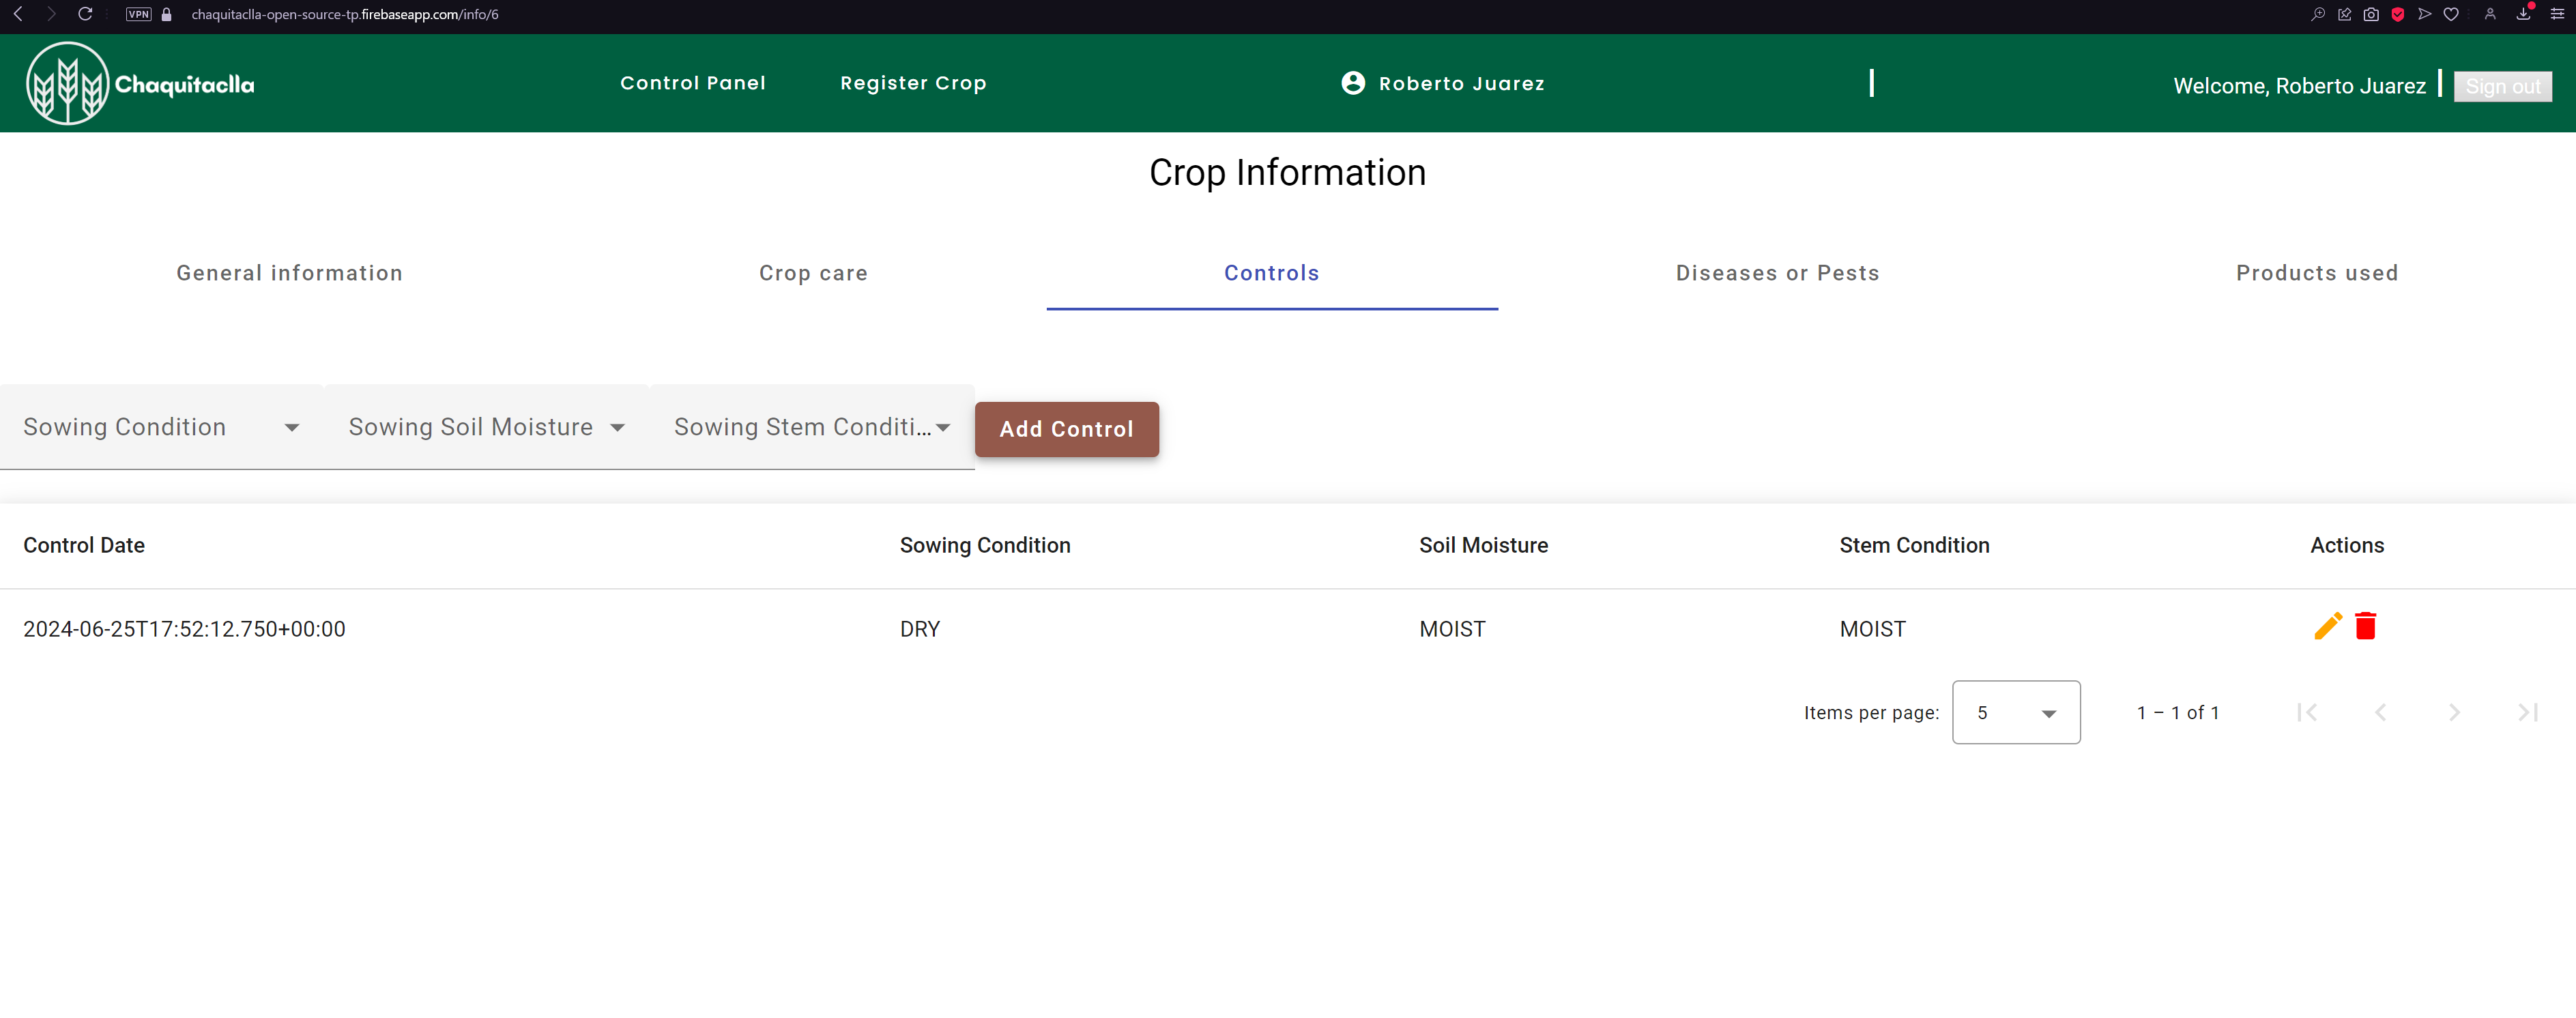 VPN chaquitaclla-open-source-tp.firebaseapp.com/info/6
Chaquitaclla
Control Panel
Register Crop
Roberto Juarez
|
Welcome, Roberto Juarez |
Sign out
Crop Information
General information
Crop care
Controls
Diseases or Pests
Products used
Sowing Condition
Sowing Soil Moisture
Sowing Stem Conditi...
Add Control
Control Date Sowing Condition Soil Moisture Stem Condition Actions
2024-06-25T17:52:12.750+00:00 DRY MOIST MOIST
Items per page: 5 1 – 1 of 1